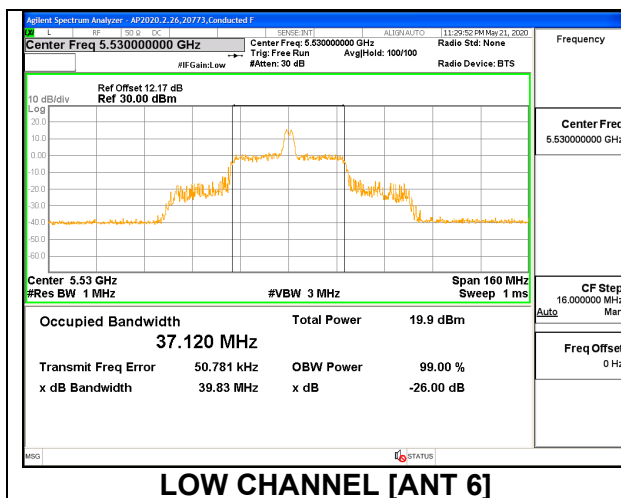 Agilent Spectrum Analyzer - AP2020.2.26,20773,Conducted F
L RF 50 Ω DC SENSE:INT ALIGN AUTO 11:29:52 PM May 21, 2020
Center Freq 5.530000000 GHz
Center Freq: 5.530000000 GHz
Radio Std: None
Trig: Free Run Avg|Hold: 100/100
#IFGain:Low #Atten: 30 dB Radio Device: BTS
Frequency
Ref Offset 12.17 dB
10 dB/div Ref 30.00 dBm
Log
20.0
10.0
0.00
-10.0
-20.0
-30.0
-40.0
-50.0
-60.0
Center 5.53 GHz Span 160 MHz
#Res BW 1 MHz #VBW 3 MHz Sweep 1 ms
Occupied Bandwidth Total Power 19.9 dBm
37.120 MHz
Transmit Freq Error 50.781 kHz OBW Power 99.00 %
x dB Bandwidth 39.83 MHz x dB -26.00 dB
Center Freq
5.530000000 GHz
CF Step
16.000000 MHz
Auto Man
Freq Offset
0 Hz
MSG STATUS
LOW CHANNEL [ANT 6]